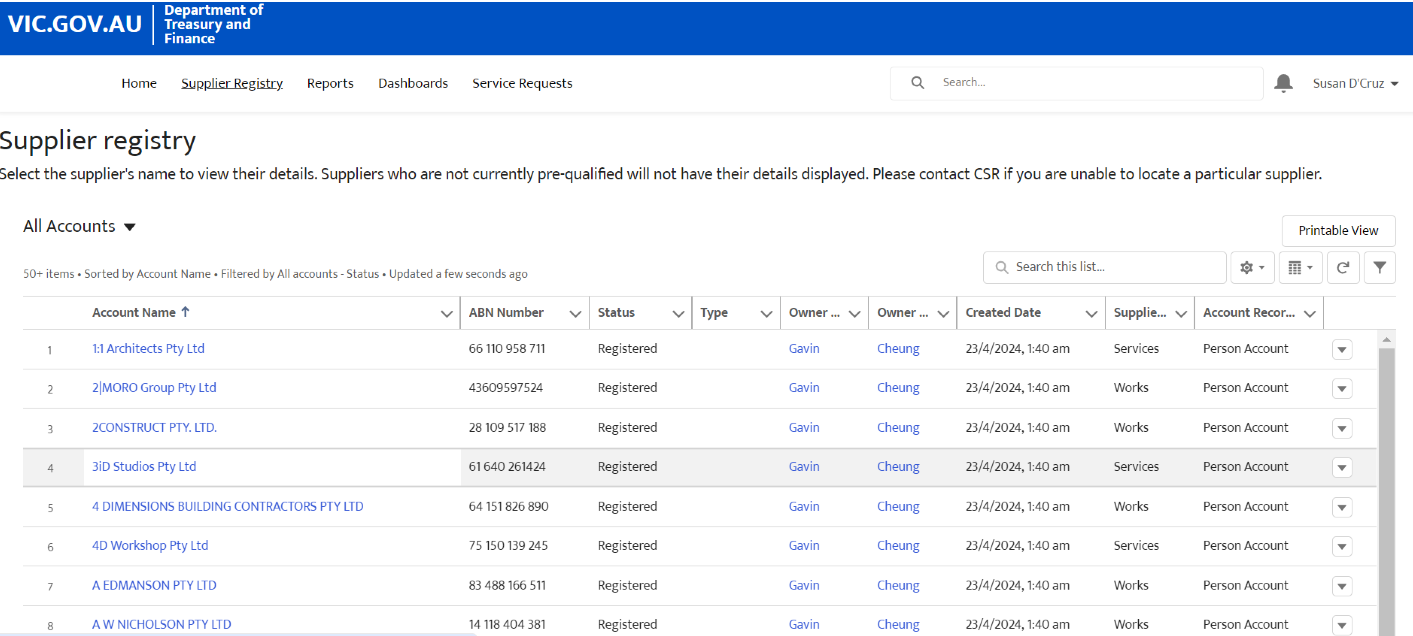 VIC.GOV.AU
Department of
Treasury and
Finance
Home Supplier Registry Reports Dashboards Service Requests Search... Susan D'Cruz
Supplier registry
Select the supplier's name to view their details. Suppliers who are not currently pre-qualified will not have their details displayed. Please contact CSR if you are unable to locate a particular supplier.
All Accounts
Printable View
50+ items • Sorted by Account Name • Filtered by All accounts - Status • Updated a few seconds ago Search this list...
Account Name ↑ ABN Number Status Type Owner ... Owner ... Created Date Supplie... Account Recor...
1 1:1 Architects Pty Ltd 66 110 958 711 Registered Gavin Cheung 23/4/2024, 1:40 am Services Person Account
2 2|MORO Group Pty Ltd 43609597524 Registered Gavin Cheung 23/4/2024, 1:40 am Works Person Account
3 2CONSTRUCT PTY. LTD. 28 109 517 188 Registered Gavin Cheung 23/4/2024, 1:40 am Works Person Account
4 3iD Studios Pty Ltd 61 640 261424 Registered Gavin Cheung 23/4/2024, 1:40 am Services Person Account
5 4 DIMENSIONS BUILDING CONTRACTORS PTY LTD 64 151 826 890 Registered Gavin Cheung 23/4/2024, 1:40 am Works Person Account
6 4D Workshop Pty Ltd 75 150 139 245 Registered Gavin Cheung 23/4/2024, 1:40 am Services Person Account
7 A EDMANSON PTY LTD 83 488 166 511 Registered Gavin Cheung 23/4/2024, 1:40 am Works Person Account
8 A W NICHOLSON PTY LTD 14 118 404 381 Registered Gavin Cheung 23/4/2024, 1:40 am Works Person Account